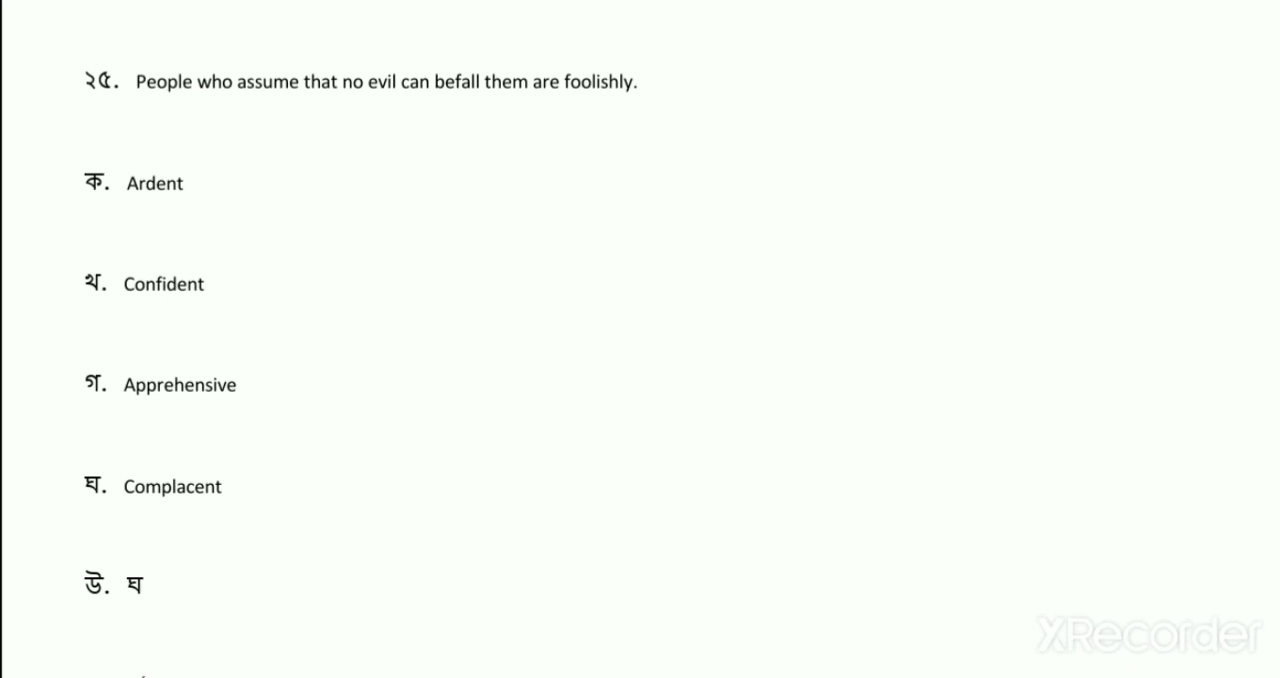 ২৫. People who assume that no evil can befall them are foolishly.
ক. Ardent
খ. Confident
গ. Apprehensive
ঘ. Complacent
উ. ঘ
XRecorder